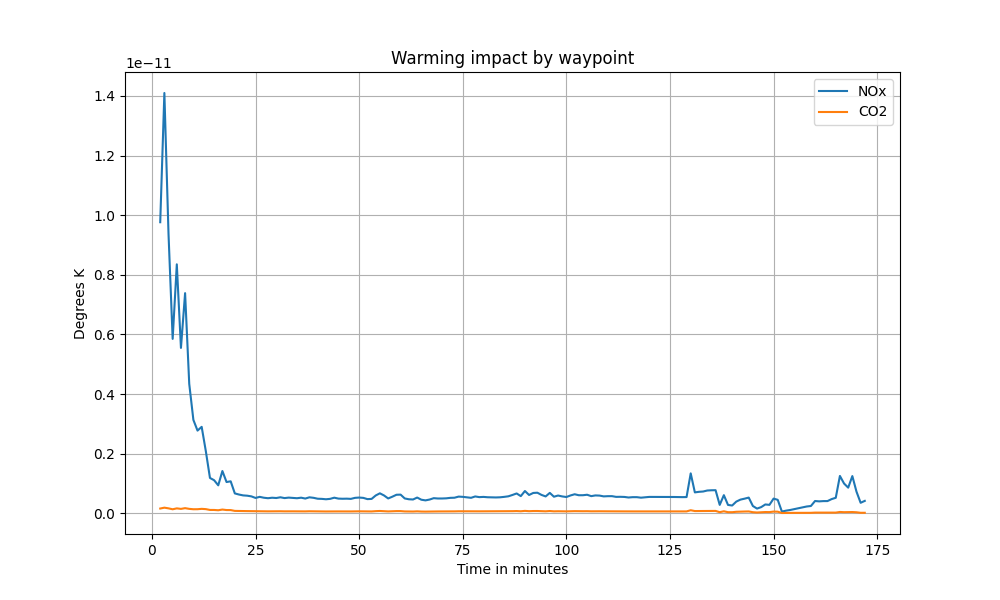 Warming impact by waypoint
1e−11
NOx
CO2
1.4
1.2
1.0
0.8
0.6
0.4
0.2
0.0
Degrees K
0 25 50 75 100 125 150 175
Time in minutes